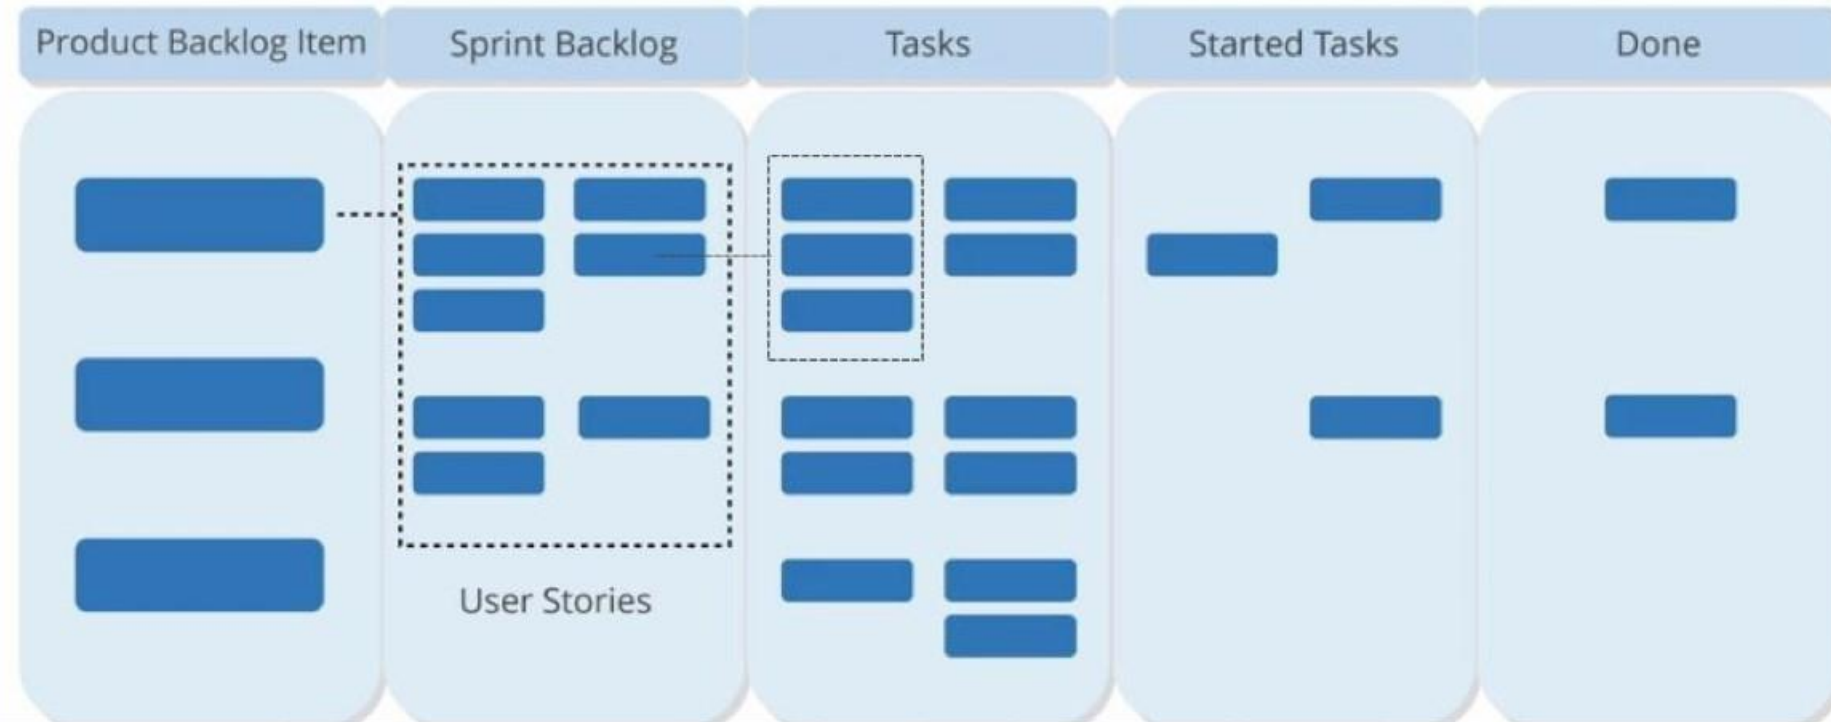 Product Backlog Item
Sprint Backlog
Tasks
Started Tasks
Done
User Stories